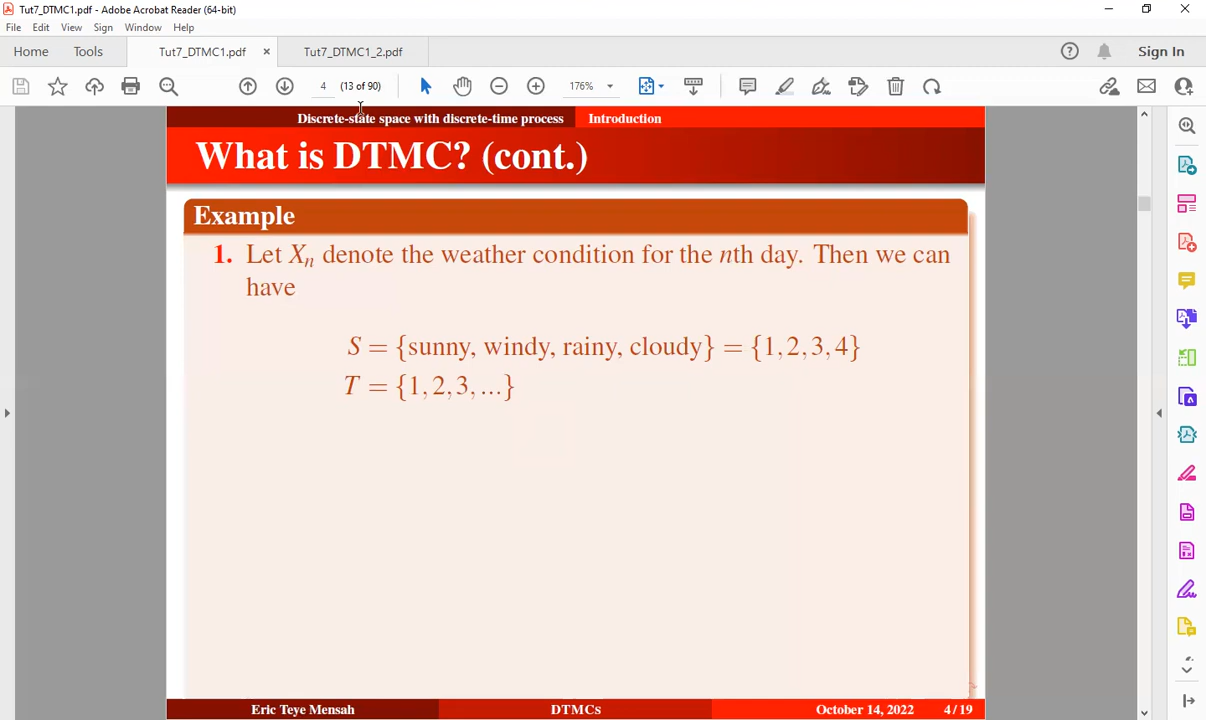 Tut7_DTMC1.pdf - Adobe Acrobat Reader (64-bit)
File Edit View Sign Window Help
Home Tools Tut7_DTMC1.pdf × Tut7_DTMC1_2.pdf Sign In
4 (13 of 90) 176%
Discrete-state space with discrete-time process Introduction
What is DTMC? (cont.)
Example
1. Let Xₙ denote the weather condition for the nth day. Then we can
have
S = {sunny, windy, rainy, cloudy} = {1,2,3,4}
T = {1,2,3,...}
Eric Teye Mensah DTMCs October 14, 2022 4/19